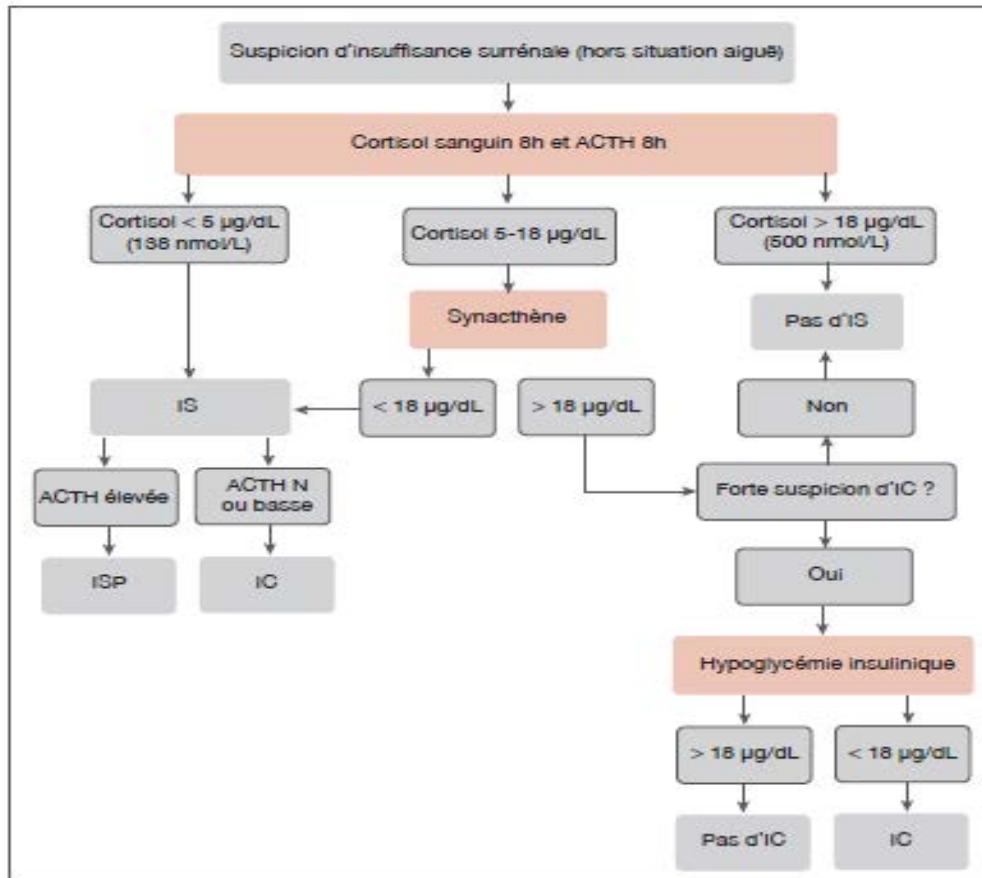 Suspicion d'insuffisance surrénale (hors situation aiguë)
Cortisol sanguin 8h et ACTH 8h
Cortisol < 5 µg/dL
(138 nmol/L)
Cortisol 5-18 µg/dL
Cortisol > 18 µg/dL
(500 nmol/L)
Synacthène
Pas d'IS
IS
< 18 µg/dL
> 18 µg/dL
Non
ACTH élevée
ACTH N
ou basse
Forte suspicion d'IC ?
ISP
IC
Oui
Hypoglycémie insulinique
> 18 µg/dL
< 18 µg/dL
Pas d'IC
IC